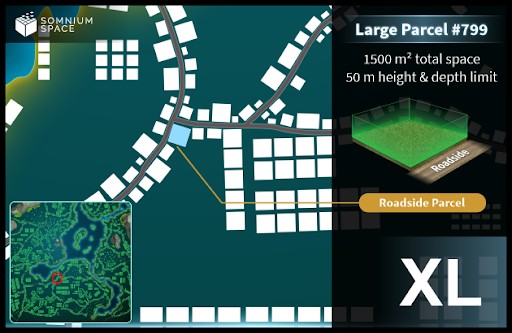 SOMNIUM
SPACE
Large Parcel #799
1500 m² total space
50 m height & depth limit
Roadside
Roadside Parcel
XL